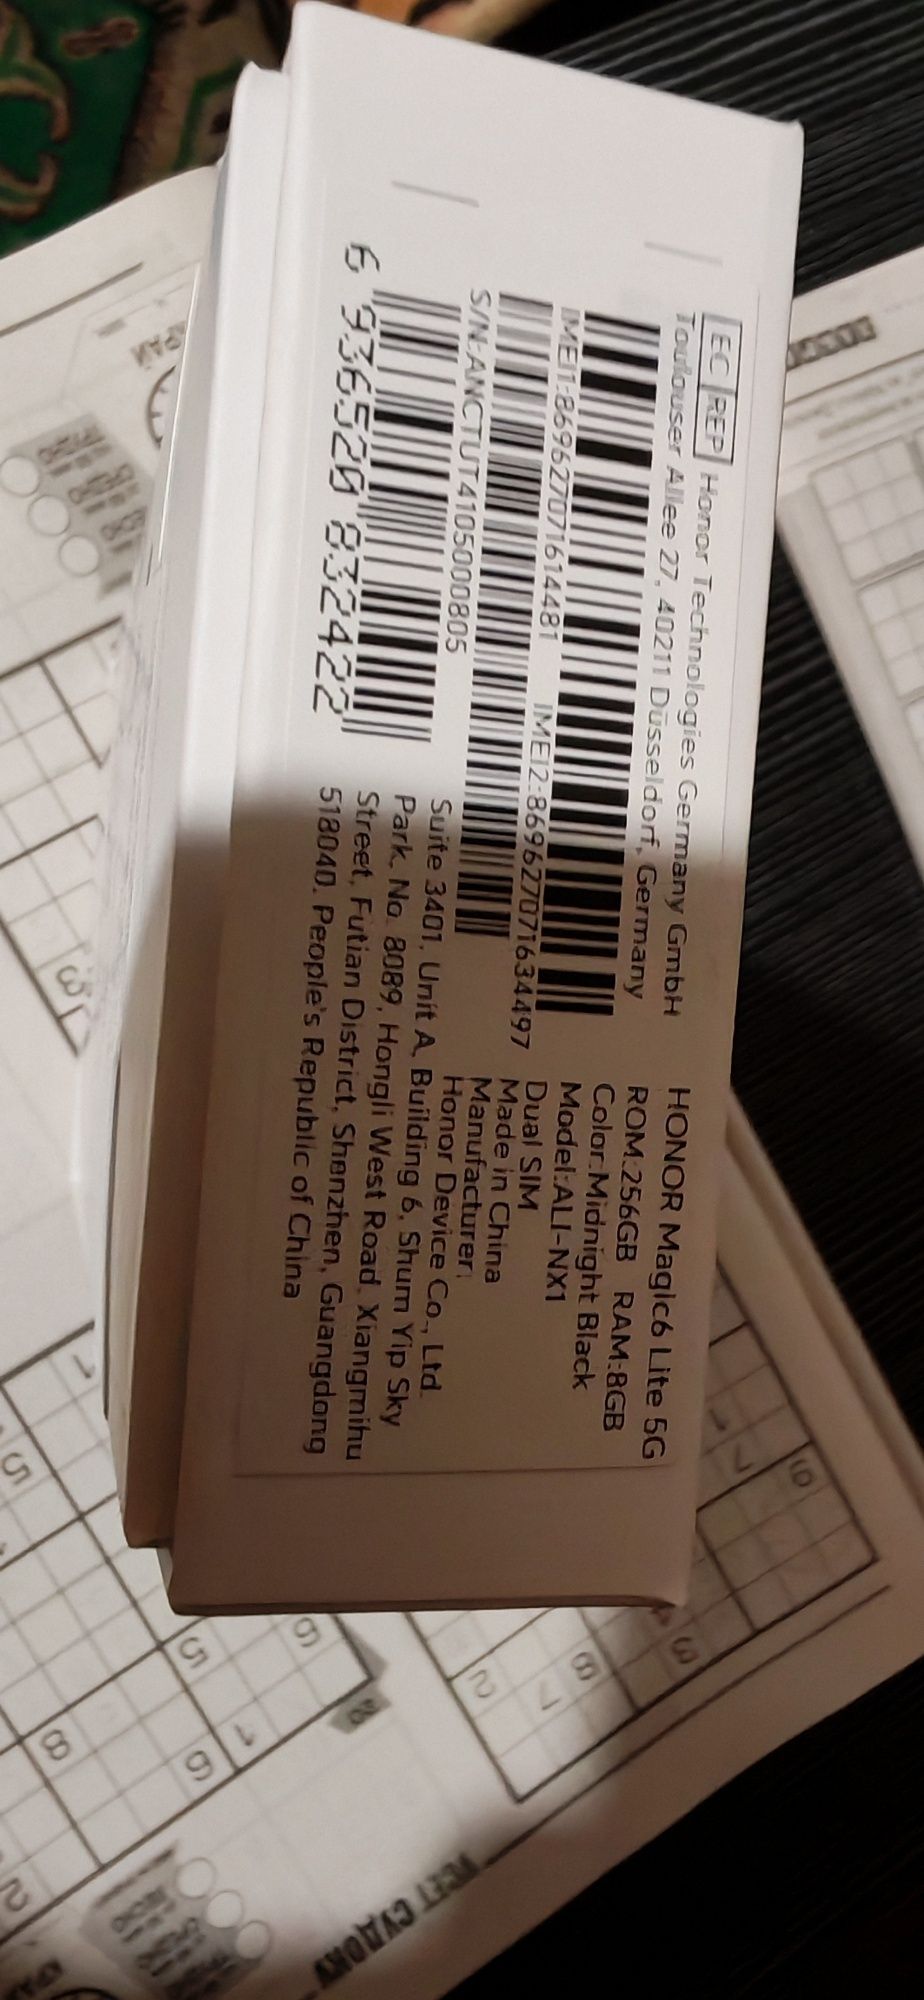 EC REP Honor Technologies Germany GmbH
Toulouser Allee 27, 40211 Düsseldorf, Germany
IMEI1:869627071614481 IMEI2:869627071634497
S/N:ANCTUT4105000805
6 936520 832422
HONOR Magic6 Lite 5G
ROM:256GB RAM:8GB
Color:Midnight Black
Model:ALI-NX1
Dual SIM
Made in China
Manufacturer:
Honor Device Co., Ltd.
Suite 3401, Unit A, Building 6, Shum Yip Sky
Park, No. 8089, Hongli West Road, Xiangmihu
Street, Futian District, Shenzhen, Guangdong
518040, People's Republic of China
СУДОКУ